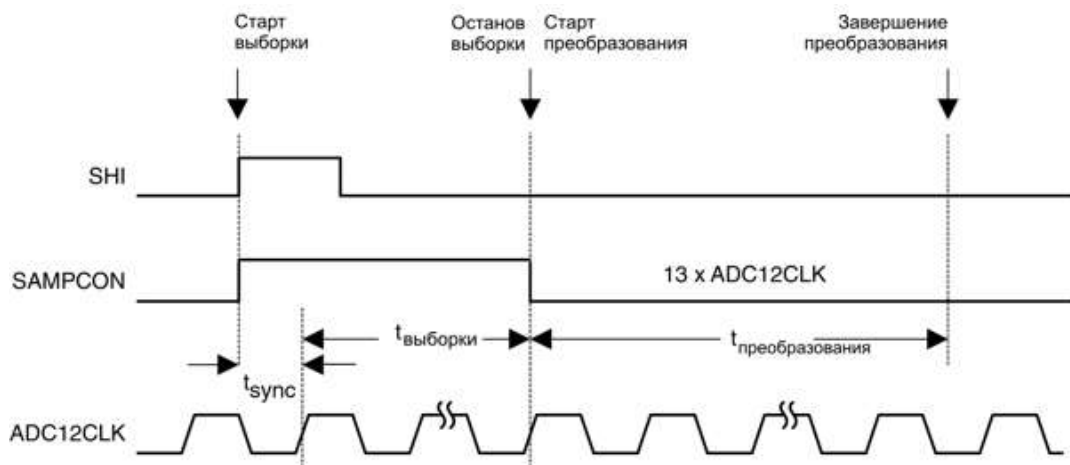 Старт
выборки
Останов
выборки
Старт
преобразования
Завершение
преобразования
SHI
SAMPCON
13 x ADC12CLK
tвыборки
tпреобразования
tsync
ADC12CLK